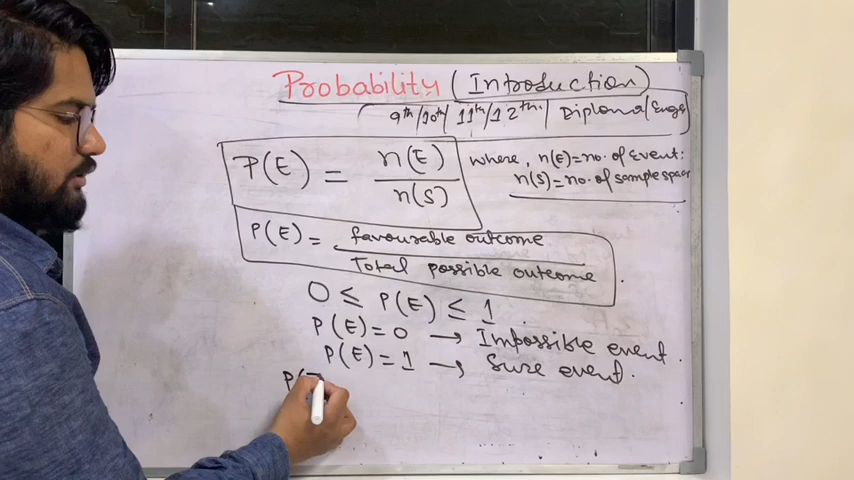 Probability (Introduction)
9th/10th/11th/12th/Diploma/Engg
P(E) = n(E)/n(S)
where, n(E)=no. of Event:
n(S)=no. of sample space
P(E) = favourable outcome
Total possible outcome
0 ≤ P(E) ≤ 1
P(E)=0 → Impossible event.
P(E)=1 → Sure event.
P(